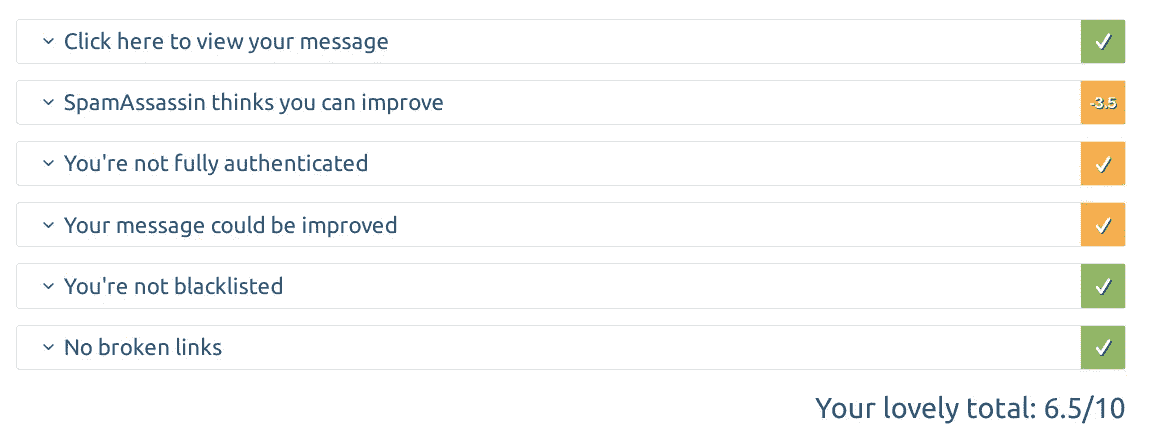 Click here to view your message
SpamAssassin thinks you can improve
-3.5
You're not fully authenticated
Your message could be improved
You're not blacklisted
No broken links
Your lovely total: 6.5/10